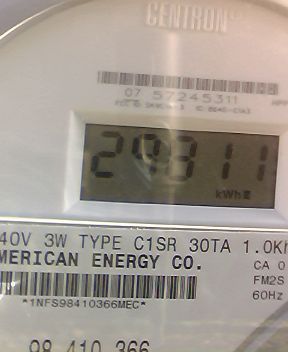 CENTRON®
07 57245311
29311
kWh
40V 3W TYPE C1SR 30TA 1.0Kh
MERICAN ENERGY CO.
CA 0
FM2S
*1NFS98410366MEC*
60Hz
98 410 366